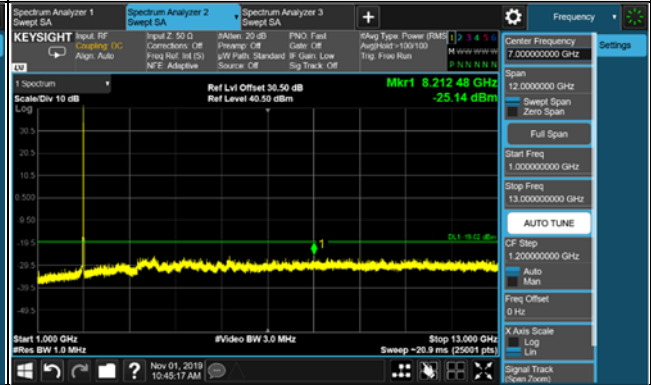 Spectrum Analyzer 1
Swept SA
Spectrum Analyzer 2
Swept SA
Spectrum Analyzer 3
Swept SA
+
Frequency
KEYSIGHT
Input: RF
Coupling: DC
Align: Auto
Input Z: 50 Ω
Corrections: Off
Freq Ref: Int (S)
NFE: Adaptive
#Atten: 20 dB
Preamp: Off
µW Path: Standard
Source: Off
PNO: Fast
Gate: Off
IF Gain: Low
Sig Track: Off
#Avg Type: Power (RMS)
Avg|Hold:>100/100
Trig: Free Run
1 2 3 4 5 6
M W W W W W
P N N N N N
LXI
Center Frequency
7.000000000 GHz
Settings
Span
12.0000000 GHz
Swept Span
Zero Span
Full Span
Start Freq
1.000000000 GHz
Stop Freq
13.000000000 GHz
AUTO TUNE
CF Step
1.200000000 GHz
Auto
Man
Freq Offset
0 Hz
X Axis Scale
Log
Lin
Signal Track
(Span Zoom)
1 Spectrum
Scale/Div 10 dB
Ref Lvl Offset 30.50 dB
Ref Level 40.50 dBm
Mkr1 8.212 48 GHz
-25.14 dBm
Log
30.5
20.5
10.5
0.500
-9.50
-19.5
-29.5
-39.5
-49.5
DL1 -19.02 dBm
1
Start 1.000 GHz
#Res BW 1.0 MHz
#Video BW 3.0 MHz
Stop 13.000 GHz
Sweep ~20.9 ms (25001 pts)
?
Nov 01, 2019
10:45:17 AM